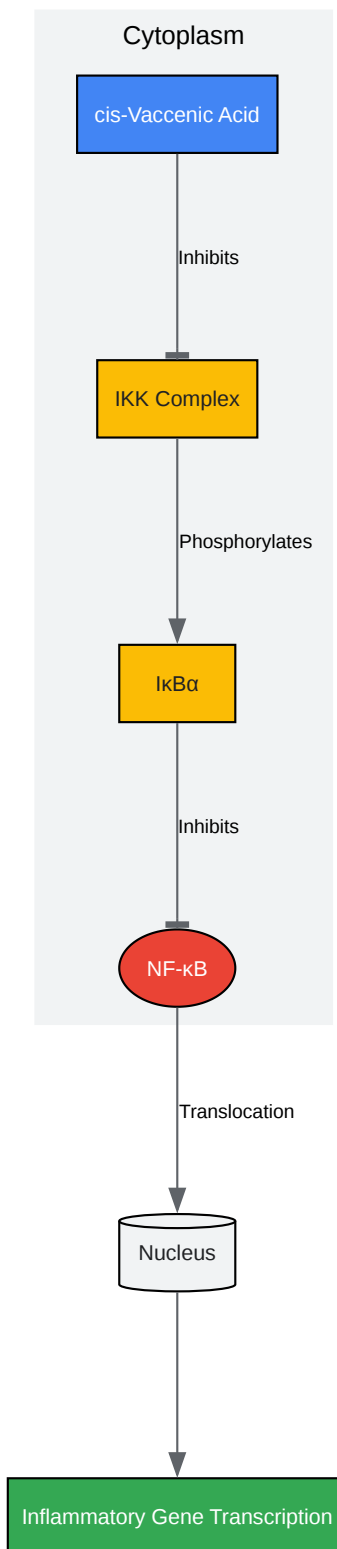 Cytoplasm
cis-Vaccenic Acid
Inhibits
IKK Complex
Phosphorylates
IκBα
Inhibits
NF-κB
Translocation
Nucleus
Inflammatory Gene Transcription